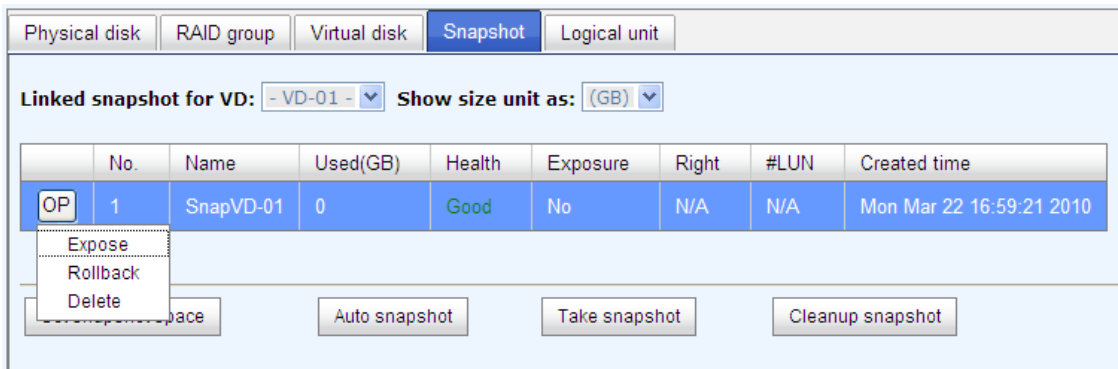 Physical disk RAID group Virtual disk Snapshot Logical unit
Linked snapshot for VD: - VD-01 - Show size unit as: (GB)
No. Name Used(GB) Health Exposure Right #LUN Created time
OP 1 SnapVD-01 0 Good No N/A N/A Mon Mar 22 16:59:21 2010
Expose
Rollback
Delete
Auto snapshot Take snapshot Cleanup snapshot